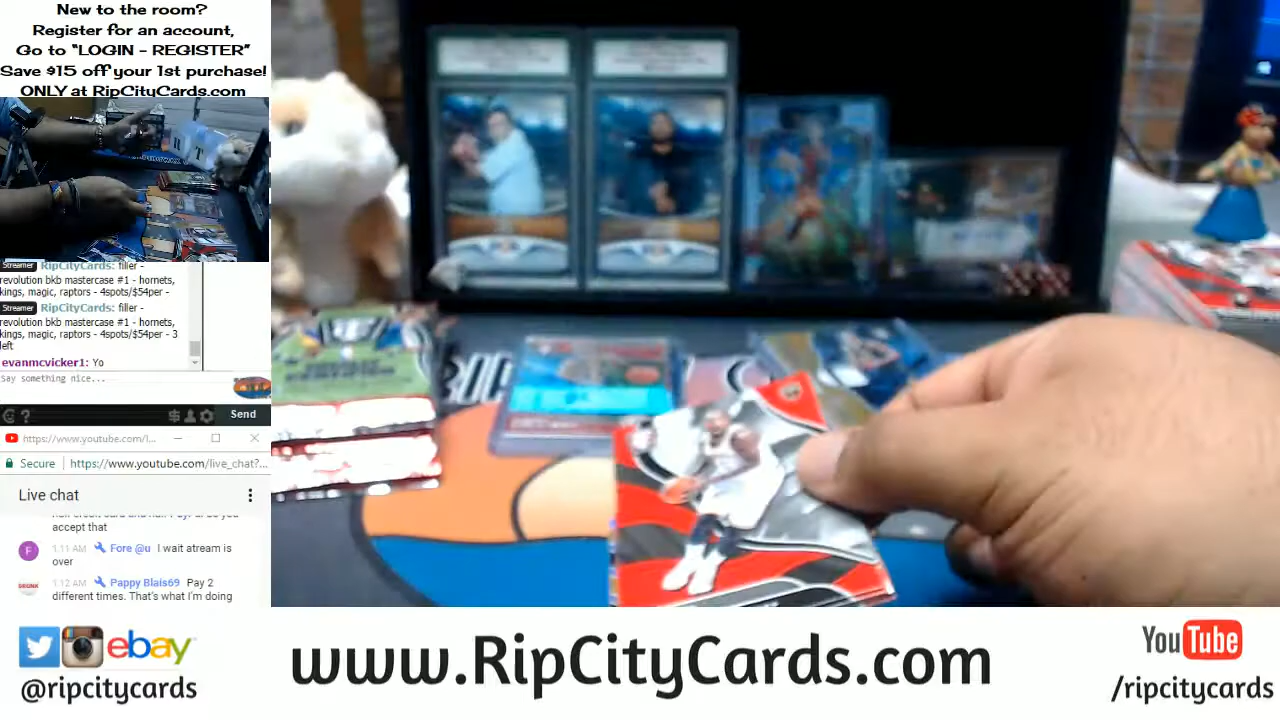 New to the room?
Register for an account,
Go to "LOGIN - REGISTER"
Save $15 off your 1st purchase!
ONLY at RipCityCards.com
Streamer RipCityCards: filler -
revolution bkb mastercase #1 - hornets,
kings, magic, raptors - 4spots/$54per -
Streamer RipCityCards: filler -
revolution bkb mastercase #1 - hornets,
kings, magic, raptors - 4spots/$54per - 3
left
evanmcvicker1: Yo
Say something nice...
Send
https://www.youtube.com/l...
Secure https://www.youtube.com/live_chat?...
Live chat
accept that
F 1:11 AM Fore @u I wait atream is
over
1:12 AM Pappy Blais69 Pay 2
different times. That's what I'm doing
ebay
@ripcitycards
www.RipCityCards.com
YouTube
/ripcitycards